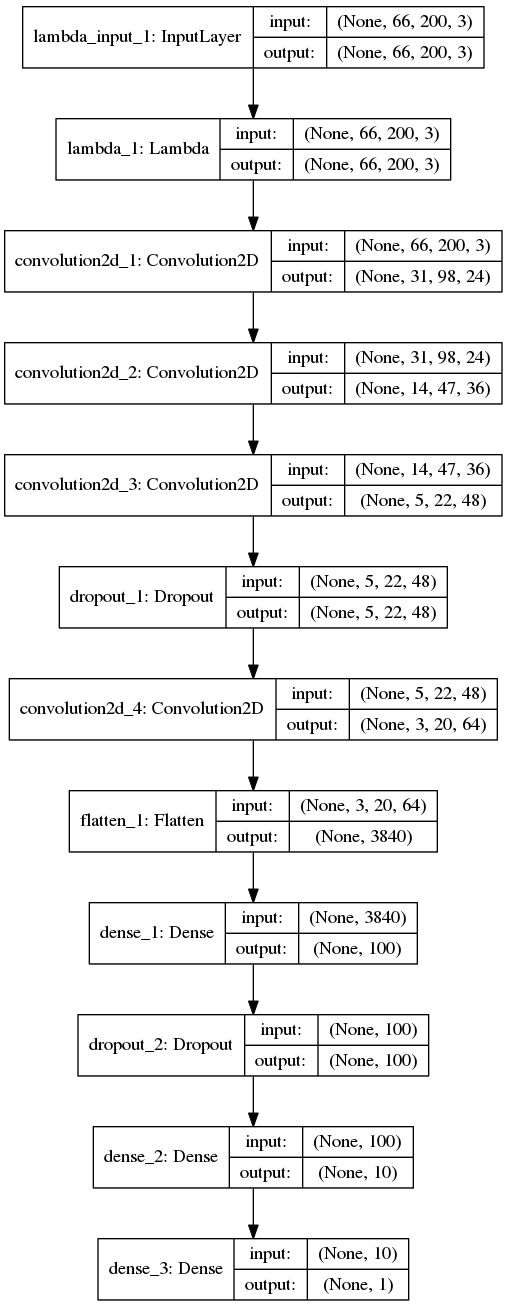 lambda_input_1: InputLayer
input: (None, 66, 200, 3)
output: (None, 66, 200, 3)
lambda_1: Lambda
input: (None, 66, 200, 3)
output: (None, 66, 200, 3)
convolution2d_1: Convolution2D
input: (None, 66, 200, 3)
output: (None, 31, 98, 24)
convolution2d_2: Convolution2D
input: (None, 31, 98, 24)
output: (None, 14, 47, 36)
convolution2d_3: Convolution2D
input: (None, 14, 47, 36)
output: (None, 5, 22, 48)
dropout_1: Dropout
input: (None, 5, 22, 48)
output: (None, 5, 22, 48)
convolution2d_4: Convolution2D
input: (None, 5, 22, 48)
output: (None, 3, 20, 64)
flatten_1: Flatten
input: (None, 3, 20, 64)
output: (None, 3840)
dense_1: Dense
input: (None, 3840)
output: (None, 100)
dropout_2: Dropout
input: (None, 100)
output: (None, 100)
dense_2: Dense
input: (None, 100)
output: (None, 10)
dense_3: Dense
input: (None, 10)
output: (None, 1)